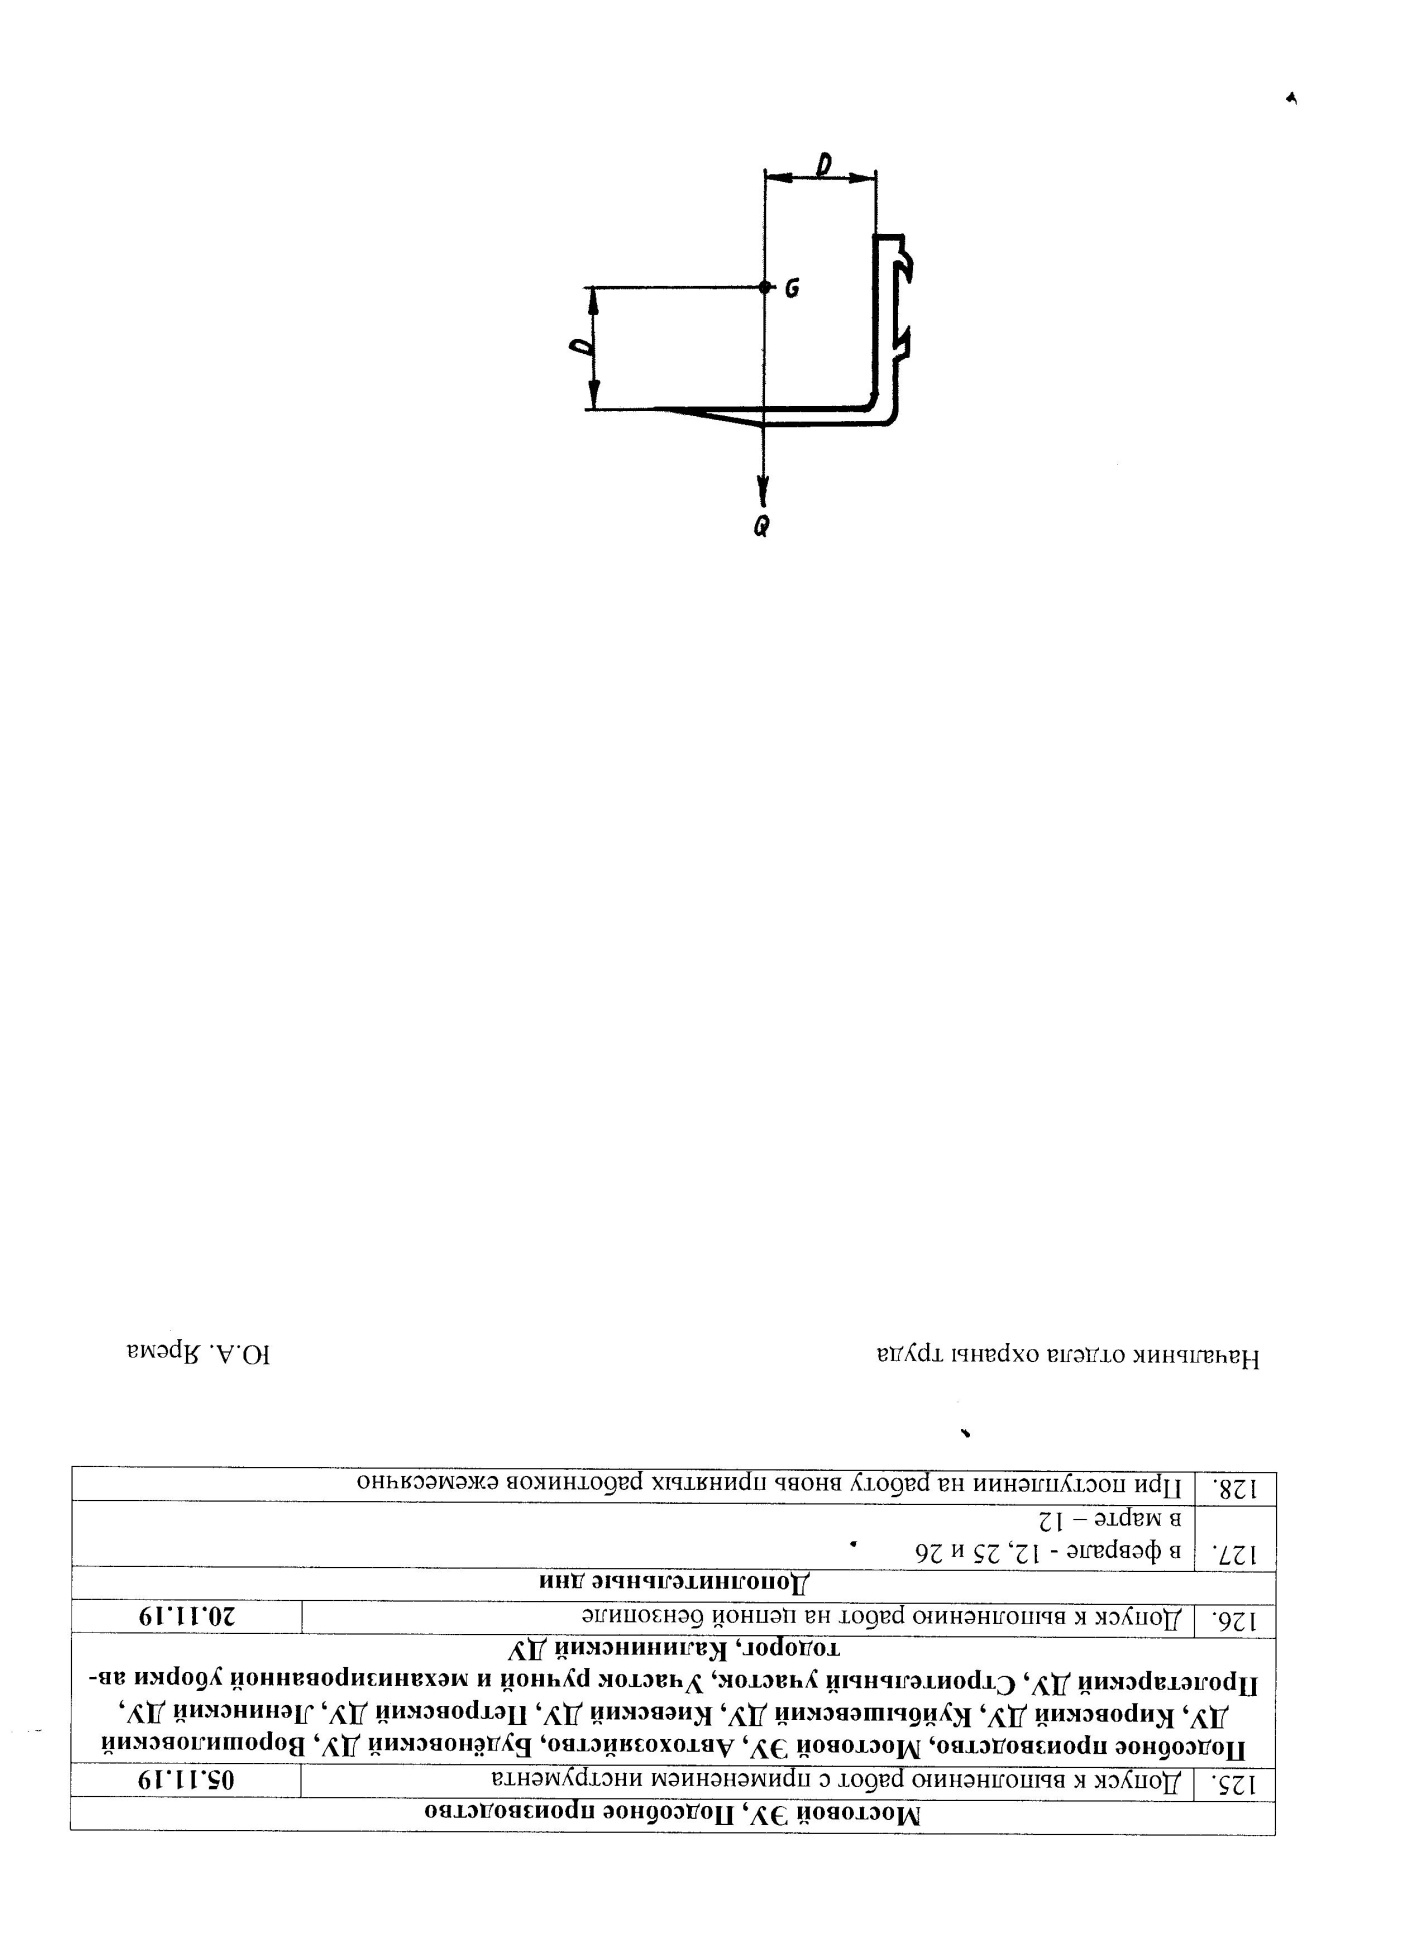 D
G
D
Q
Мостовой ЭУ, Подсобное производство
125. Допуск к выполнению работ с применением инструмента 05.11.19
Подсобное производство, Мостовой ЭУ, Автохозяйство, Будёновский ДУ, Ворошиловский
ДУ, Кировский ДУ, Куйбышевский ДУ, Киевский ДУ, Петровский ДУ, Ленинский ДУ,
Пролетарский ДУ, Строительный участок, Участок ручной и механизированной уборки ав-
тодорог, Калининский ДУ
126. Допуск к выполнению работ на цепной бензопиле 20.11.19
Дополнительные дни
127. в феврале - 12, 25 и 26
в марте – 12
128. При поступлении на работу вновь принятых работников ежемесячно
Начальник отдела охраны труда Ю.А. Ярема